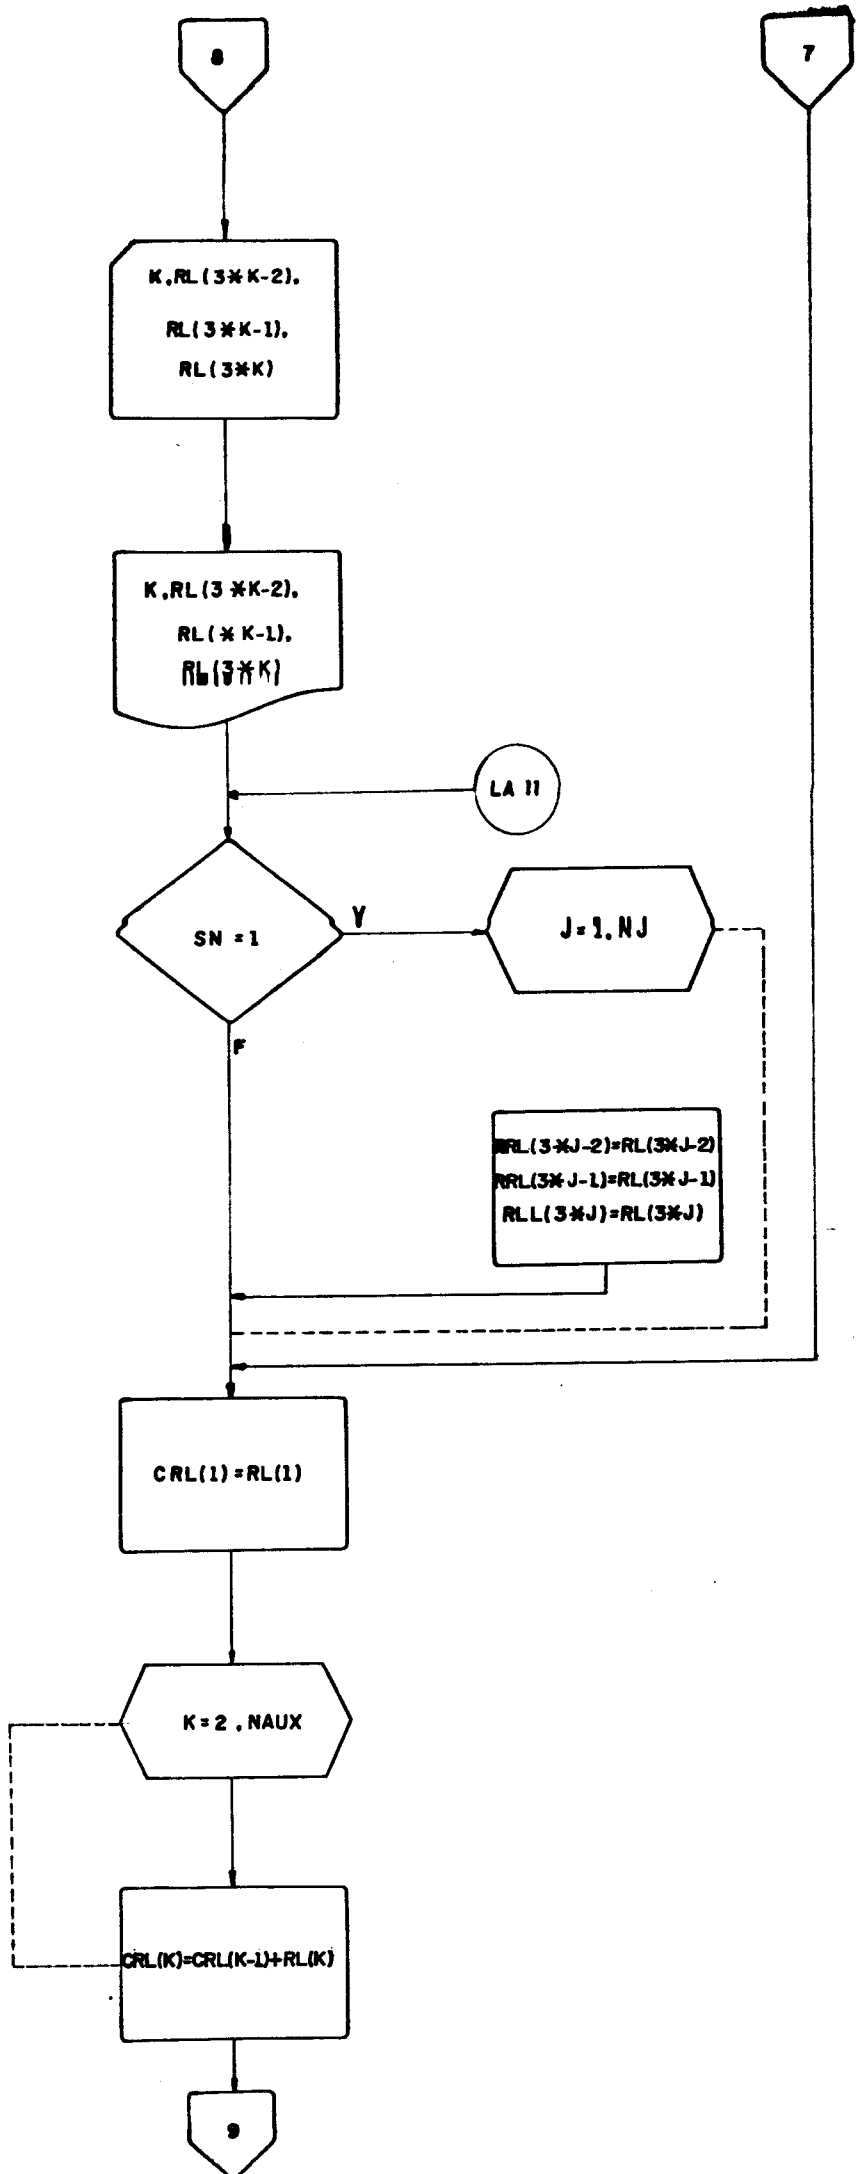 8
7
K,RL(3*K-2),
RL(3*K-1),
RL(3*K)
K,RL(3*K-2),
RL(*K-1),
RL(3*K)
LA 11
SN = 1
V
J=1,NJ
F
RRL(3*J-2)=RL(3*J-2)
RRL(3*J-1)=RL(3*J-1)
RLL(3*J)=RL(3*J)
CRL(1)=RL(1)
K=2,NAUX
CRL(K)=CRL(K-1)+RL(K)
9